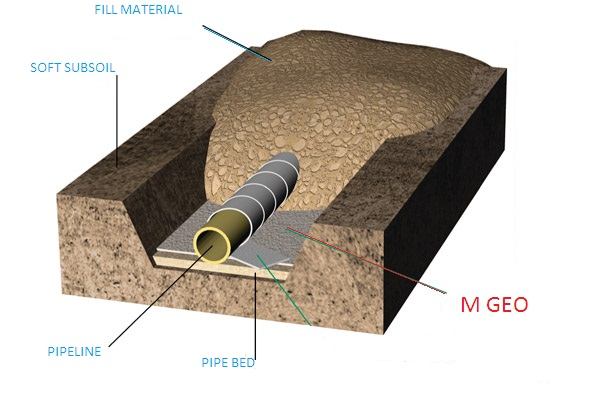 FILL MATERIAL
SOFT SUBSOIL
M GEO
PIPELINE
PIPE BED